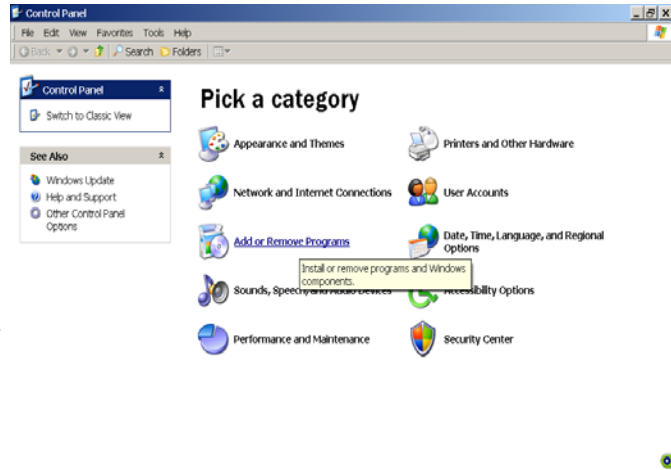 Control Panel
File Edit View Favorites Tools Help
Back Search Folders
Control Panel
Switch to Classic View
See Also
Windows Update
Help and Support
Other Control Panel
Options
Pick a category
Appearance and Themes
Printers and Other Hardware
Network and Internet Connections
User Accounts
Add or Remove Programs
Date, Time, Language, and Regional
Options
Install or remove programs and Windows
components.
Sounds, Speech, and Audio Devices
Accessibility Options
Performance and Maintenance
Security Center